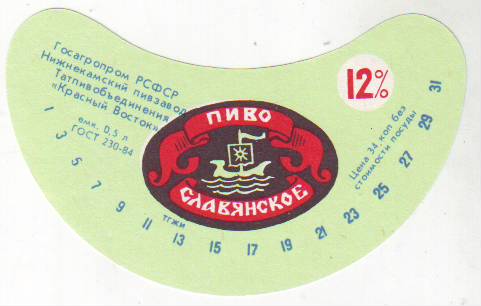 Госагропром РСФСР
Нижнекамский пивзавод
Татпивобъединения
«Красный Восток»
емк. 0,5 л
ГОСТ 230-84
12%
ПИВО
СЛАВЯНСКОЕ
Цена 34 коп без
стоимости посуды
1 3 5 7 9 11 13 15 17 19 21 23 25 27 29 31
тгжи